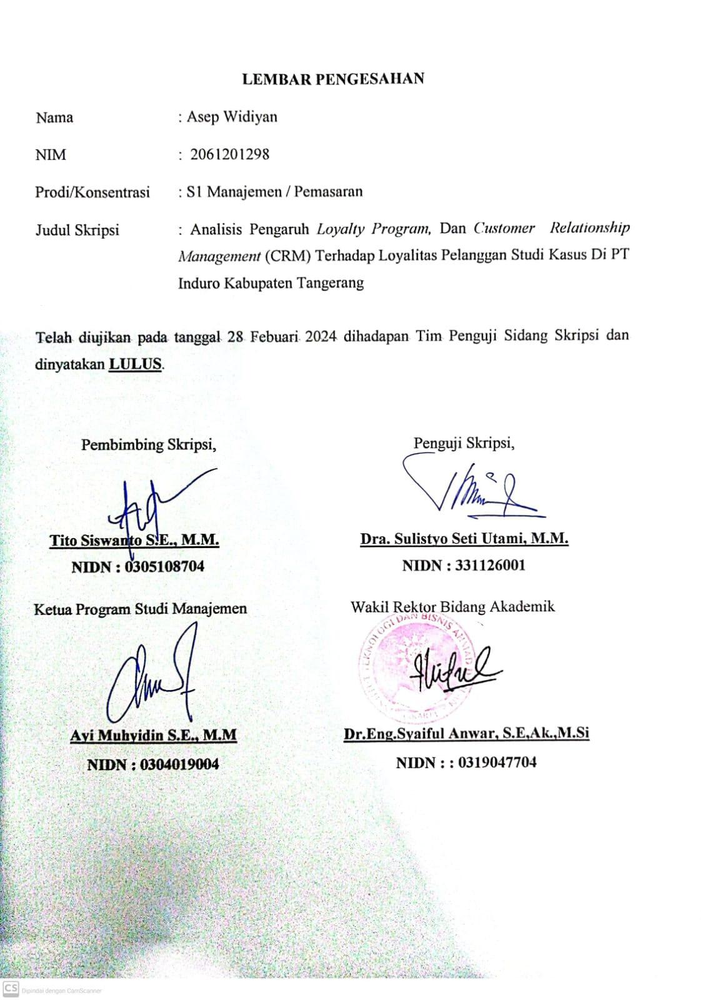 LEMBAR PENGESAHAN
Nama : Asep Widiyan
NIM : 2061201298
Prodi/Konsentrasi : S1 Manajemen / Pemasaran
Judul Skripsi : Analisis Pengaruh Loyalty Program, Dan Customer Relationship
Management (CRM) Terhadap Loyalitas Pelanggan Studi Kasus Di PT
Induro Kabupaten Tangerang
Telah diujikan pada tanggal 28 Febuari 2024 dihadapan Tim Penguji Sidang Skripsi dan
dinyatakan LULUS.
Pembimbing Skripsi,
Tito Siswanto S.E., M.M.
NIDN : 0305108704
Penguji Skripsi,
Dra. Sulistyo Seti Utami, M.M.
NIDN : 331126001
Ketua Program Studi Manajemen
Ayi Muhyidin S.E., M.M
NIDN : 0304019004
Wakil Rektor Bidang Akademik
TEKNOLOGI DAN BISNIS AHMAD
Dr.Eng.Syaiful Anwar, S.E,Ak.,M.Si
NIDN : : 0319047704
CS Dipindai dengan CamScanner